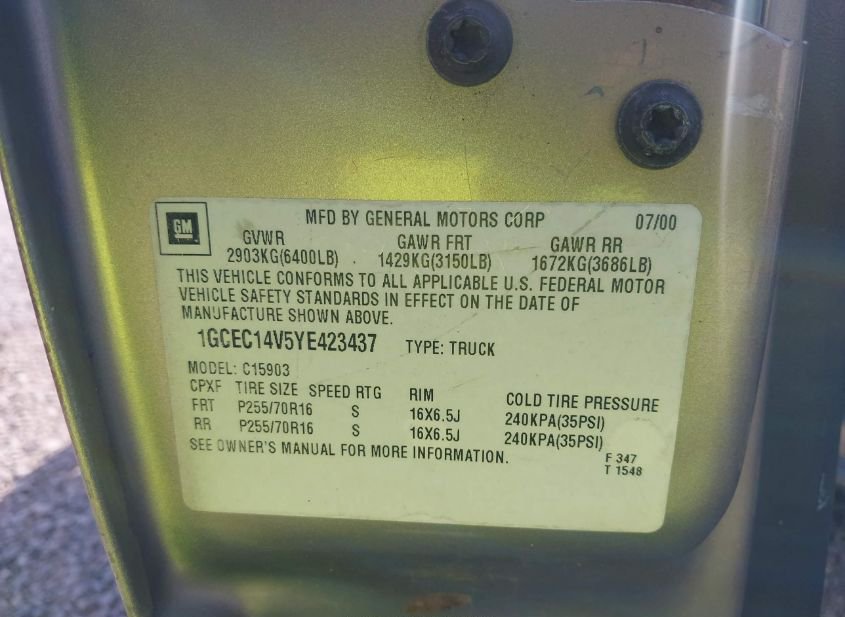 GM
MFD BY GENERAL MOTORS CORP 07/00
GVWR GAWR FRT GAWR RR
2903KG(6400LB) 1429KG(3150LB) 1672KG(3686LB)
THIS VEHICLE CONFORMS TO ALL APPLICABLE U.S. FEDERAL MOTOR
VEHICLE SAFETY STANDARDS IN EFFECT ON THE DATE OF
MANUFACTURE SHOWN ABOVE.
1GCEC14V5YE423437 TYPE: TRUCK
MODEL: C15903
CPXF TIRE SIZE SPEED RTG RIM COLD TIRE PRESSURE
FRT P255/70R16 S 16X6.5J 240KPA(35PSI)
RR P255/70R16 S 16X6.5J 240KPA(35PSI)
SEE OWNER'S MANUAL FOR MORE INFORMATION.
F 347
T 1548